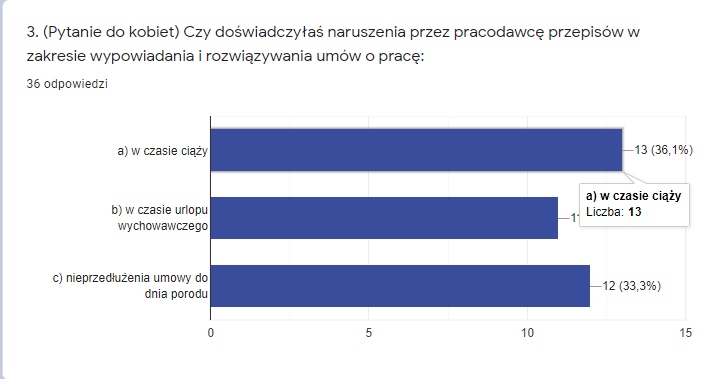 3. (Pytanie do kobiet) Czy doświadczyłaś naruszenia przez pracodawcę przepisów w
zakresie wypowiadania i rozwiązywania umów o pracę:
36 odpowiedzi
a) w czasie ciąży
13 (36,1%)
a) w czasie ciąży
Liczba: 13
b) w czasie urlopu
wychowawczego
c) nieprzedłużenia umowy do
dnia porodu
12 (33,3%)
0
5
10
15